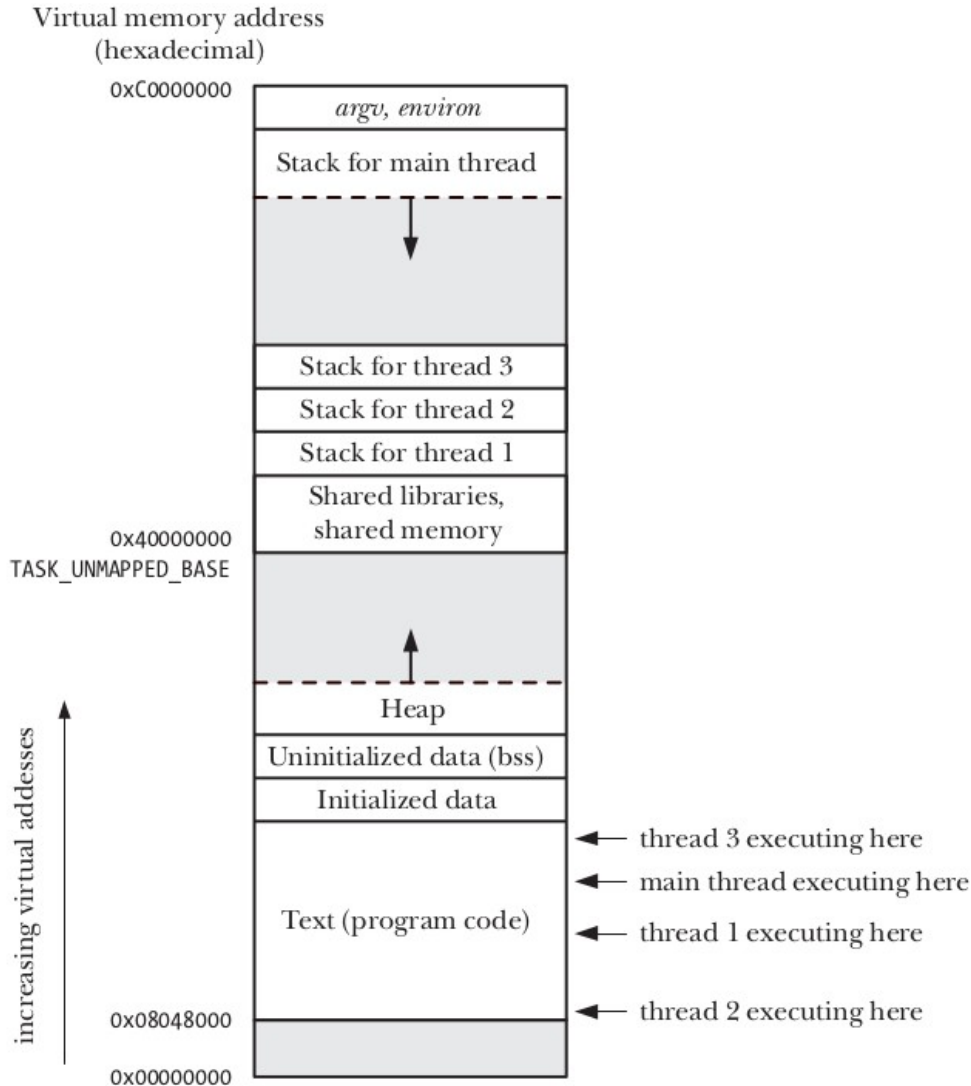 Virtual memory address
(hexadecimal)
0xC0000000
argv, environ
Stack for main thread
Stack for thread 3
Stack for thread 2
Stack for thread 1
Shared libraries,
shared memory
0x40000000
TASK_UNMAPPED_BASE
Heap
Uninitialized data (bss)
Initialized data
thread 3 executing here
main thread executing here
Text (program code)
thread 1 executing here
thread 2 executing here
0x08048000
0x00000000
increasing virtual addesses